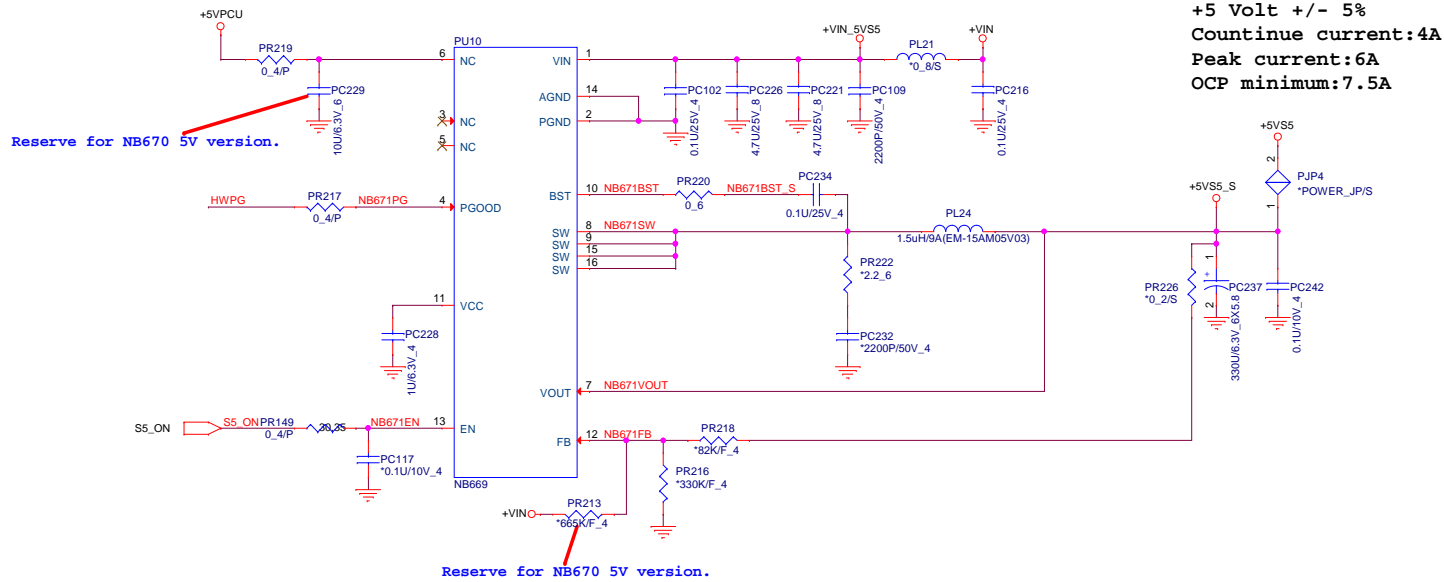 +5 Volt +/- 5%
Countinue current:4A
Peak current:6A
OCP minimum:7.5A
+5VPCU
PR219
0_4/P
PC229
10U/6.3V_6
Reserve for NB670 5V version.
PU10
6 NC
3 NC
5 NC
HWPG
PR217
0_4/P
NB671PG
4 PGOOD
11 VCC
PC228
1U/6.3V_4
S5_ON
S5_ON
PR149
0_4/P
30,35
NB671EN
13 EN
PC117
*0.1U/10V_4
NB669
VIN 1
AGND 14
PGND 2
BST 10
SW 8
SW 9
SW 15
SW 16
VOUT 7
FB 12
+VIN_5VS5
PL21
*0_8/S
+VIN
PC102
0.1U/25V_4
PC226
4.7U/25V_8
PC221
4.7U/25V_8
PC109
2200P/50V_4
PC216
0.1U/25V_4
NB671BST
PR220
0_6
NB671BST_S
PC234
0.1U/25V_4
NB671SW
PL24
1.5uH/9A(EM-15AM05V03)
PR222
*2.2_6
PC232
*2200P/50V_4
NB671VOUT
NB671FB
PR218
*82K/F_4
PR216
*330K/F_4
+VIN
PR213
*665K/F_4
Reserve for NB670 5V version.
+5VS5
2
PJP4
*POWER_JP/S
1
+5VS5_S
PR226
*0_2/S
1
+
2
PC237
330U/6.3V_6X5.8
PC242
0.1U/10V_4